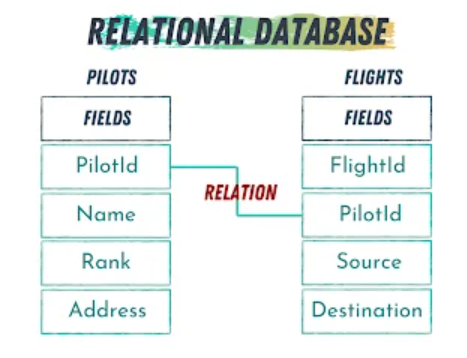 RELATIONAL DATABASE
PILOTS
FIELDS
PilotId
Name
Rank
Address
RELATION
FLIGHTS
FIELDS
FlightId
PilotId
Source
Destination